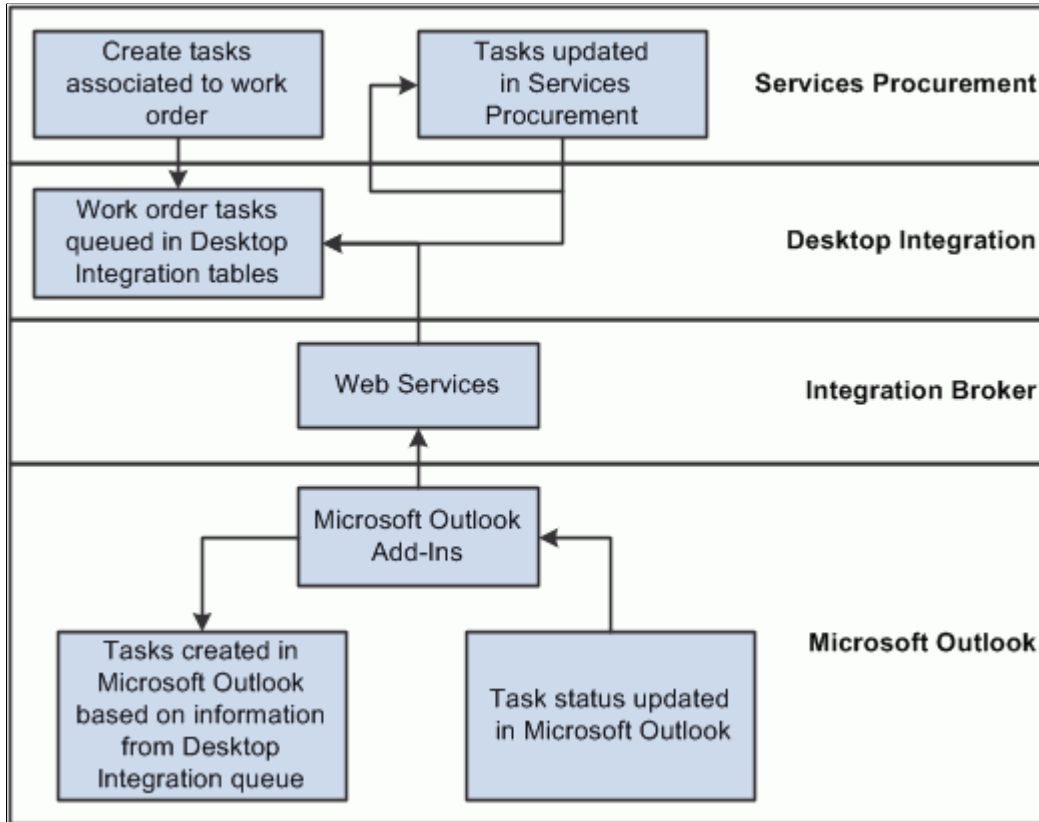 Create tasks
associated to work
order
Tasks updated
in Services
Procurement
Services Procurement
Work order tasks
queued in Desktop
Integration tables
Desktop Integration
Web Services
Integration Broker
Microsoft Outlook
Add-Ins
Tasks created in
Microsoft Outlook
based on information
from Desktop
Integration queue
Task status updated
in Microsoft Outlook
Microsoft Outlook